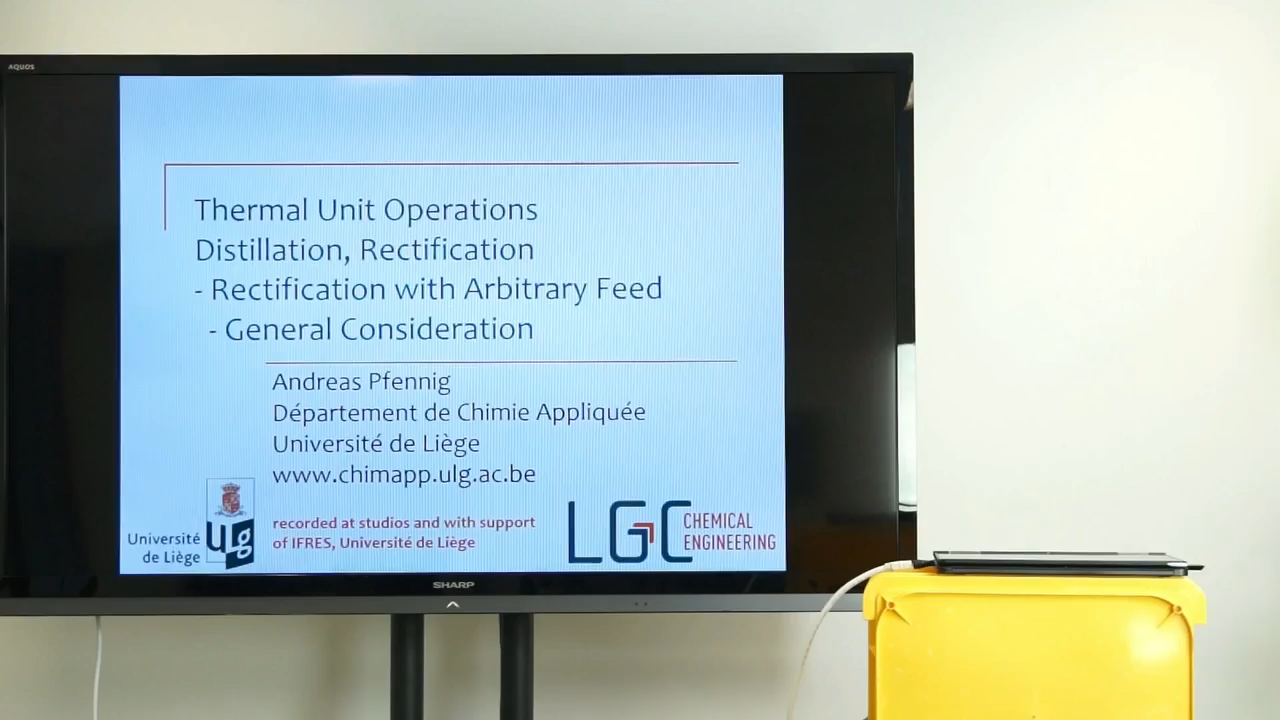 AQUOS
Thermal Unit Operations
Distillation, Rectification
- Rectification with Arbitrary Feed
- General Consideration
Andreas Pfennig
Département de Chimie Appliquée
Université de Liège
www.chimapp.ulg.ac.be
Université
de Liège
ulg
recorded at studios and with support
of IFRES, Université de Liège
LGC
CHEMICAL
ENGINEERING
SHARP